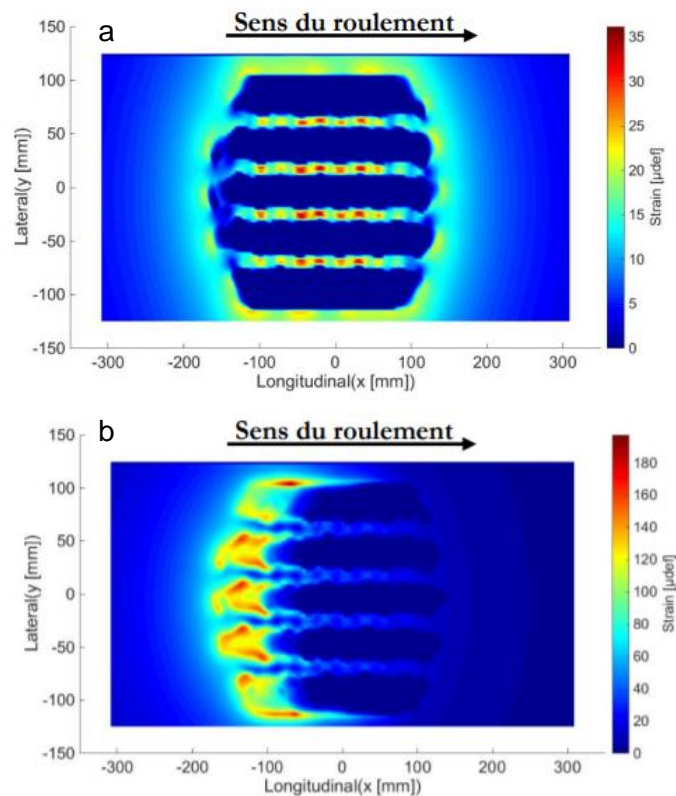 a
Sens du roulement
150
100
50
0
-50
-100
-150
Lateral(y [mm])
-300 -200 -100 0 100 200 300
Longitudinal(x [mm])
35
30
25
20
15
10
5
0
Strain [µdef]
b
Sens du roulement
150
100
50
0
-50
-100
-150
Lateral(y [mm])
-300 -200 -100 0 100 200 300
Longitudinal(x [mm])
180
160
140
120
100
80
60
40
20
0
Strain [µdef]